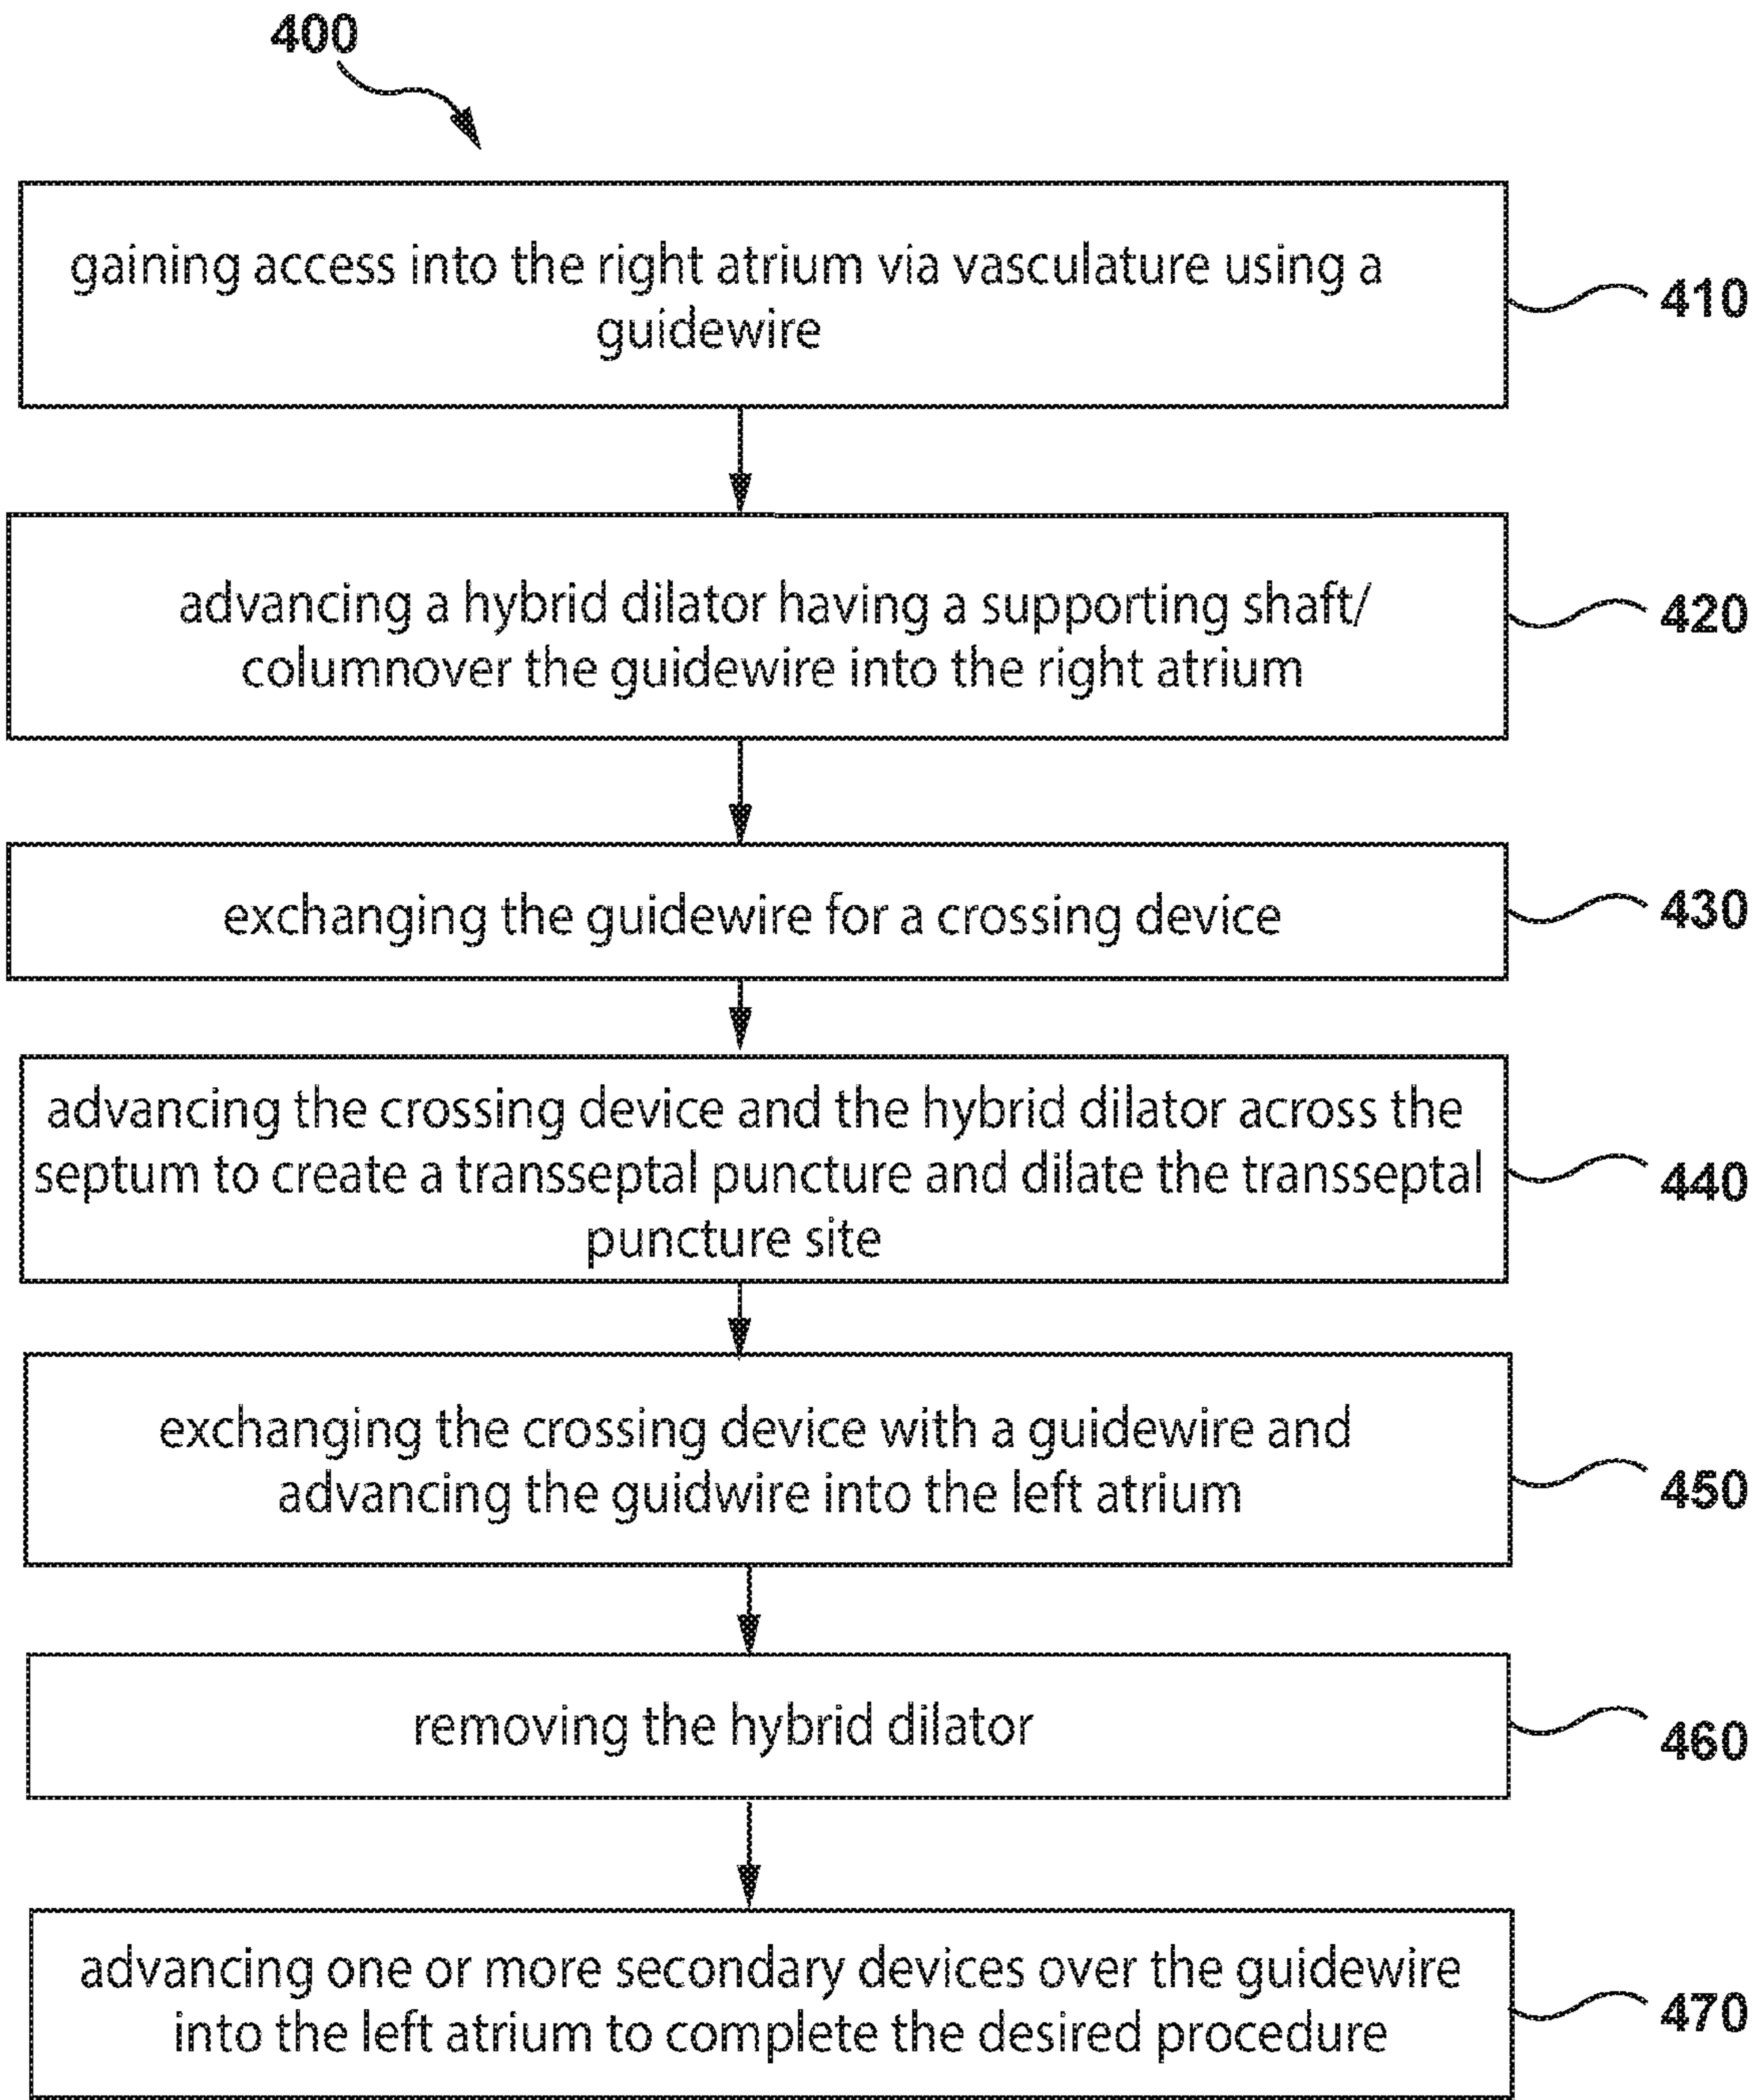 400
gaining access into the right atrium via vasculature using a
guidewire
410
advancing a hybrid dilator having a supporting shaft/
columnover the guidewire into the right atrium
420
exchanging the guidewire for a crossing device
430
advancing the crossing device and the hybrid dilator across the
septum to create a transseptal puncture and dilate the transseptal
puncture site
440
exchanging the crossing device with a guidewire and
advancing the guidwire into the left atrium
450
removing the hybrid dilator
460
advancing one or more secondary devices over the guidewire
into the left atrium to complete the desired procedure
470